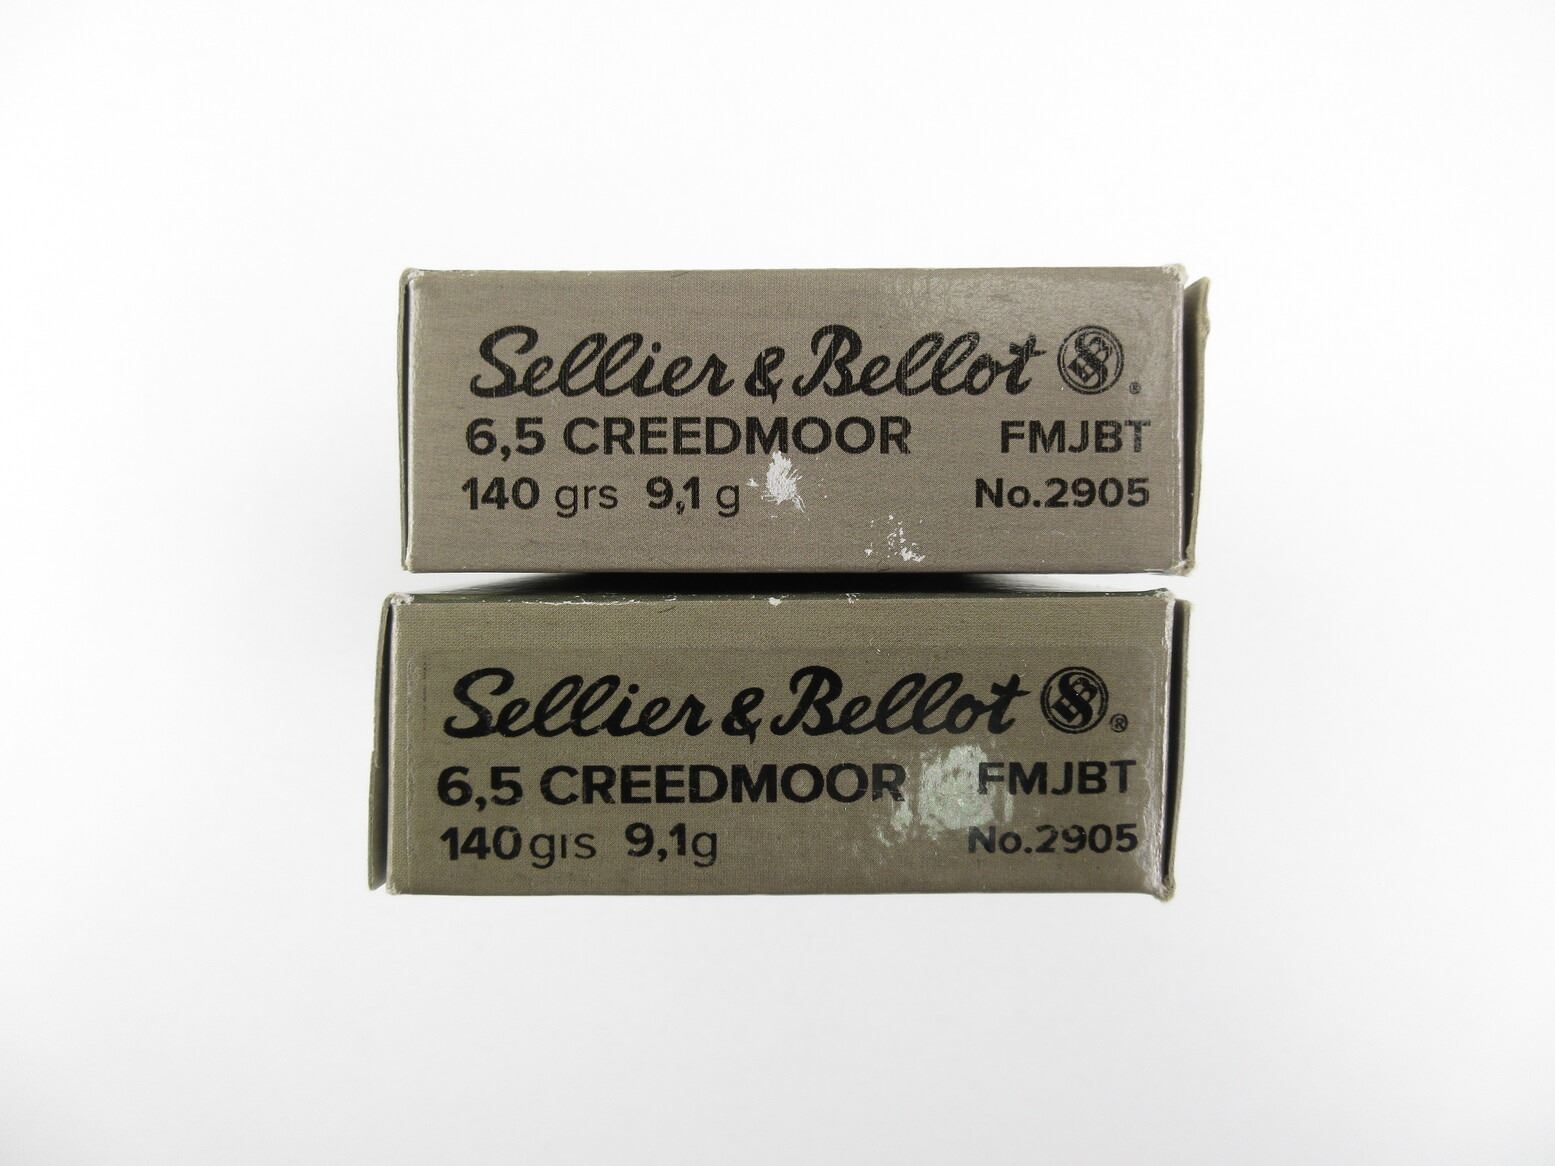 Sellier & Bellot ®
6,5 CREEDMOOR FMJBT
140 grs 9,1 g No.2905
Sellier & Bellot ®
6,5 CREEDMOOR FMJBT
140 grs 9,1g No.2905